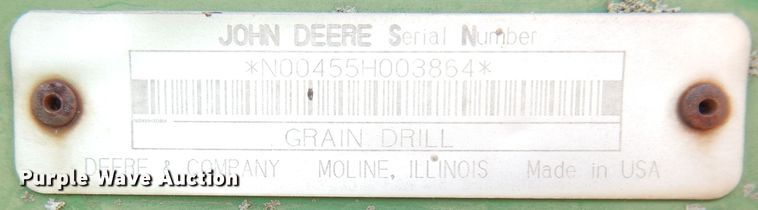 JOHN DEERE Serial Number
*N00455H003864*
GRAIN DRILL
DEERE & COMPANY MOLINE, ILLINOIS Made in USA
Purple Wave Auction